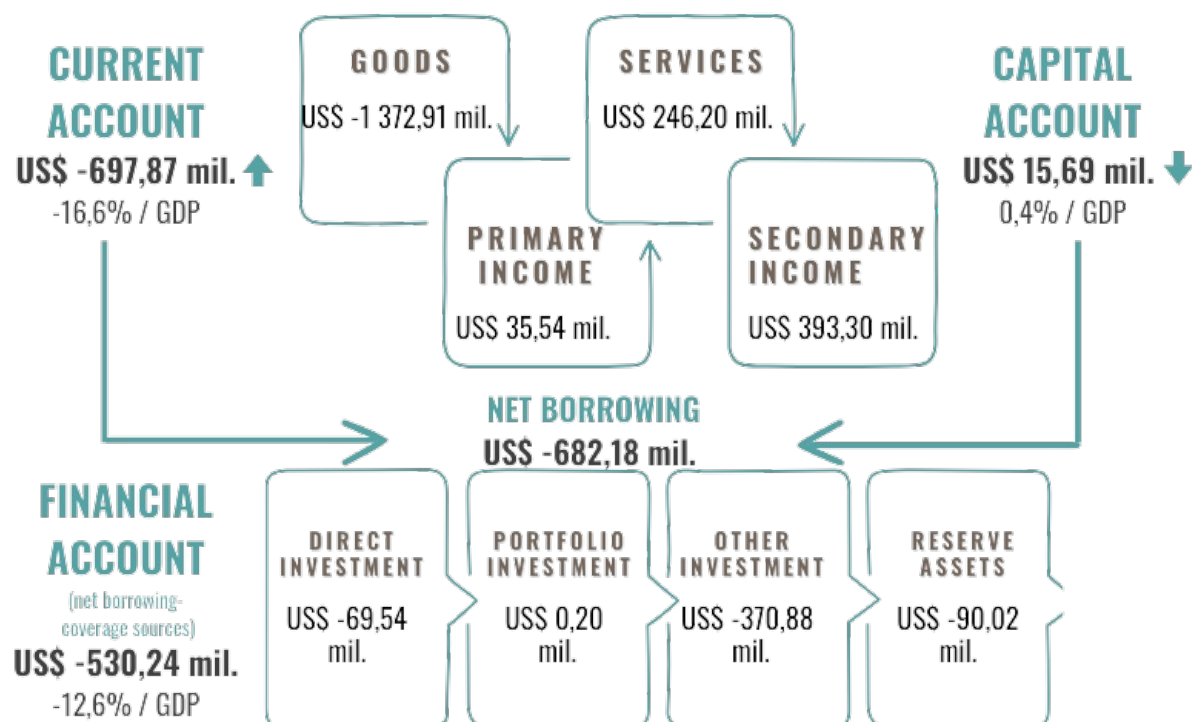 CURRENT
ACCOUNT
US$ -697,87 mil.
-16,6% / GDP
GOODS
US$ -1 372,91 mil.
SERVICES
US$ 246,20 mil.
PRIMARY
INCOME
US$ 35,54 mil.
SECONDARY
INCOME
US$ 393,30 mil.
CAPITAL
ACCOUNT
US$ 15,69 mil.
0,4% / GDP
NET BORROWING
US$ -682,18 mil.
FINANCIAL
ACCOUNT
(net borrowing-
coverage sources)
US$ -530,24 mil.
-12,6% / GDP
DIRECT
INVESTMENT
US$ -69,54
mil.
PORTFOLIO
INVESTMENT
US$ 0,20
mil.
OTHER
INVESTMENT
US$ -370,88
mil.
RESERVE
ASSETS
US$ -90,02
mil.